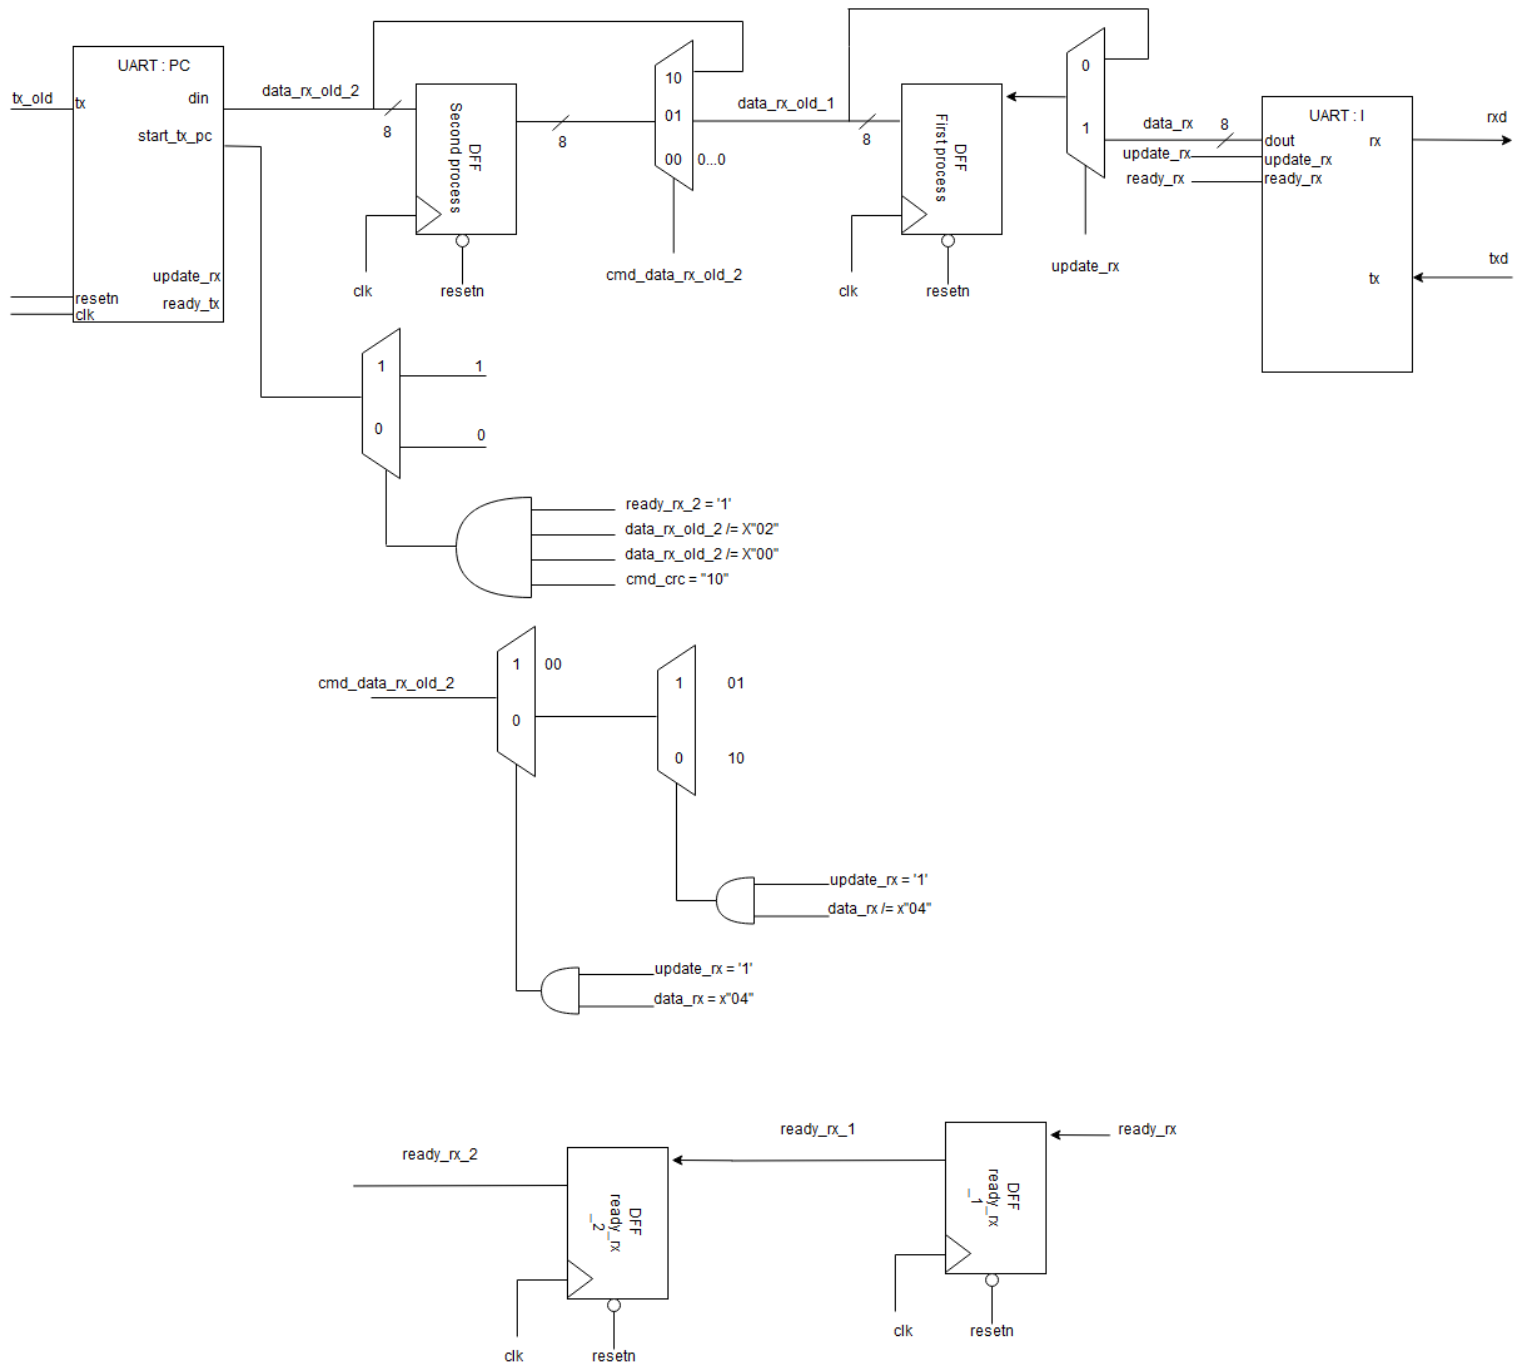 UART : PC
tx_old
tx
din
start_tx_pc
update_rx
ready_tx
resetn
clk
data_rx_old_2
8
DFF
Second process
clk
resetn
8
10
01
00
0...0
cmd_data_rx_old_2
data_rx_old_1
8
DFF
First process
clk
resetn
0
1
update_rx
data_rx
8
update_rx
ready_rx
UART : I
dout
update_rx
ready_rx
rx
tx
rxd
txd
1
0
1
0
ready_rx_2 = '1'
data_rx_old_2 /= X"02"
data_rx_old_2 /= X"00"
cmd_crc = "10"
cmd_data_rx_old_2
1
0
00
1
0
01
10
update_rx = '1'
data_rx /= x"04"
update_rx = '1'
data_rx = x"04"
ready_rx_2
DFF
ready_rx
_2
clk
resetn
ready_rx_1
DFF
ready_rx
_1
clk
resetn
ready_rx